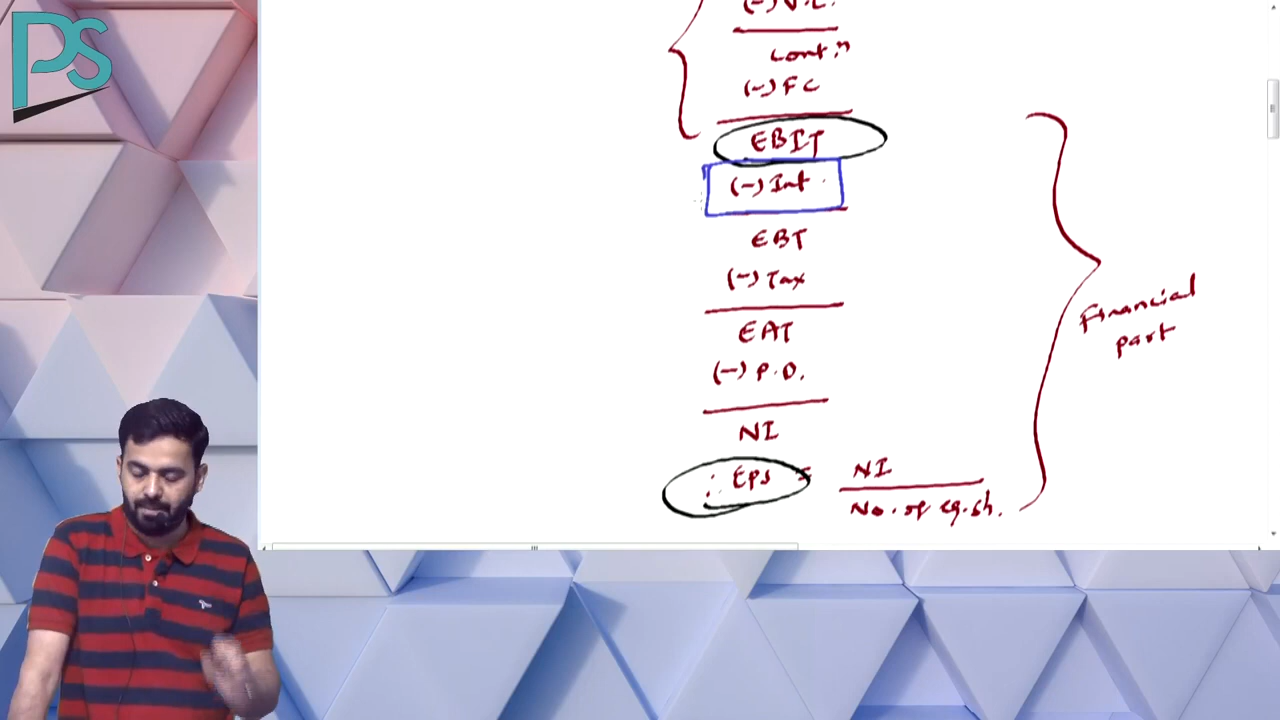 PS
(-) V.C.
Contⁿ
(-) FC
EBIT
(-) Int
EBT
(-) Tax
EAT
(-) P.D.
NI
∴ EPS = NI
No. of eq. sh.
Financial
part